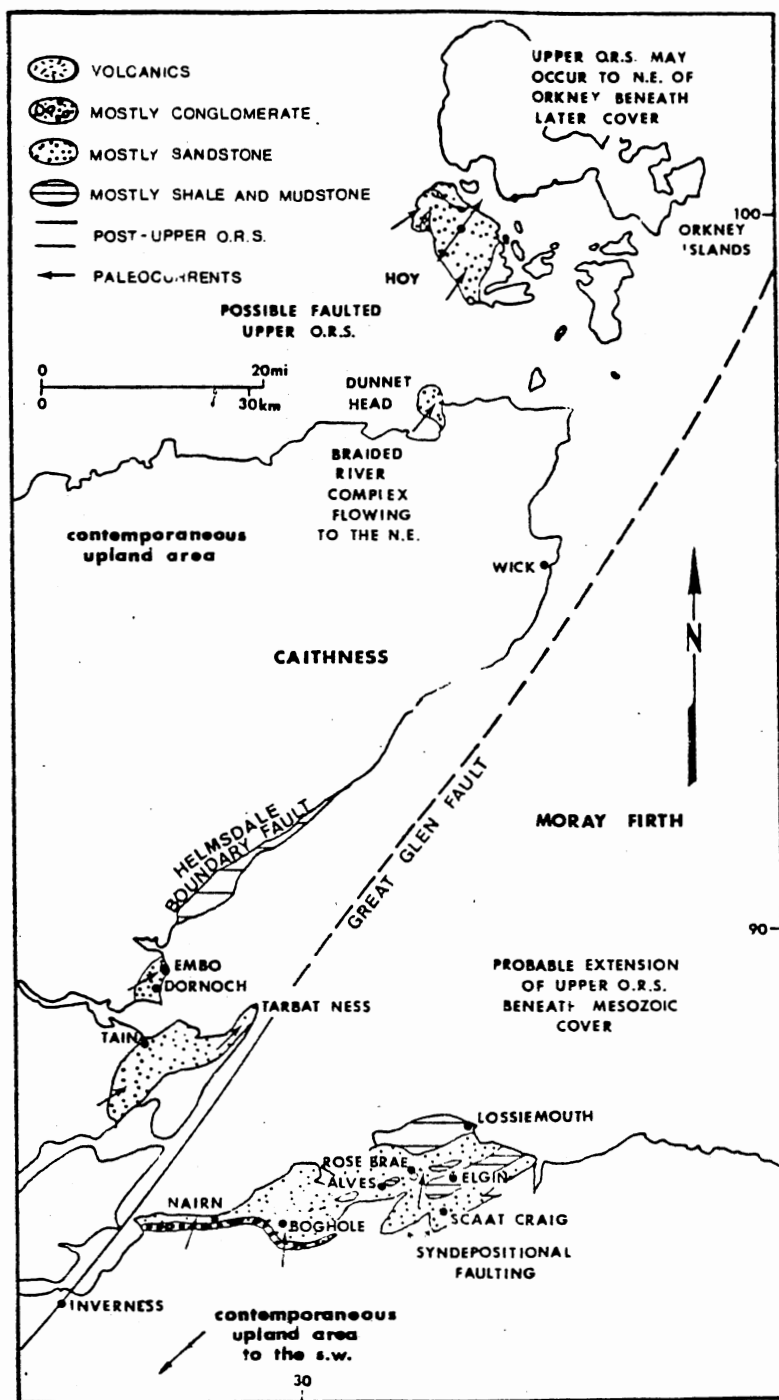 VOLCANICS
MOSTLY CONGLOMERATE
MOSTLY SANDSTONE
MOSTLY SHALE AND MUDSTONE
POST-UPPER O.R.S.
PALEOCURRENTS
UPPER O.R.S. MAY
OCCUR TO N.E. OF
ORKNEY BENEATH
LATER COVER
100
ORKNEY
ISLANDS
HOY
POSSIBLE FAULTED
UPPER O.R.S.
0 20mi
0 30km
DUNNET
HEAD
BRAIDED
RIVER
COMPLEX
FLOWING
TO THE N.E.
contemporaneous
upland area
WICK
N
CAITHNESS
HELMSDALE
BOUNDARY FAULT
GREAT GLEN FAULT
MORAY FIRTH
90
EMBO
DORNOCH
PROBABLE EXTENSION
OF UPPER O.R.S.
BENEATH MESOZOIC
COVER
TARBAT NESS
TAIN
LOSSIEMOUTH
ROSE BRAE
ALVES
ELGIN
NAIRN
BOGHOLE
SCAAT CRAIG
SYNDEPOSITIONAL
FAULTING
INVERNESS
contemporaneous
upland area
to the s.w.
30